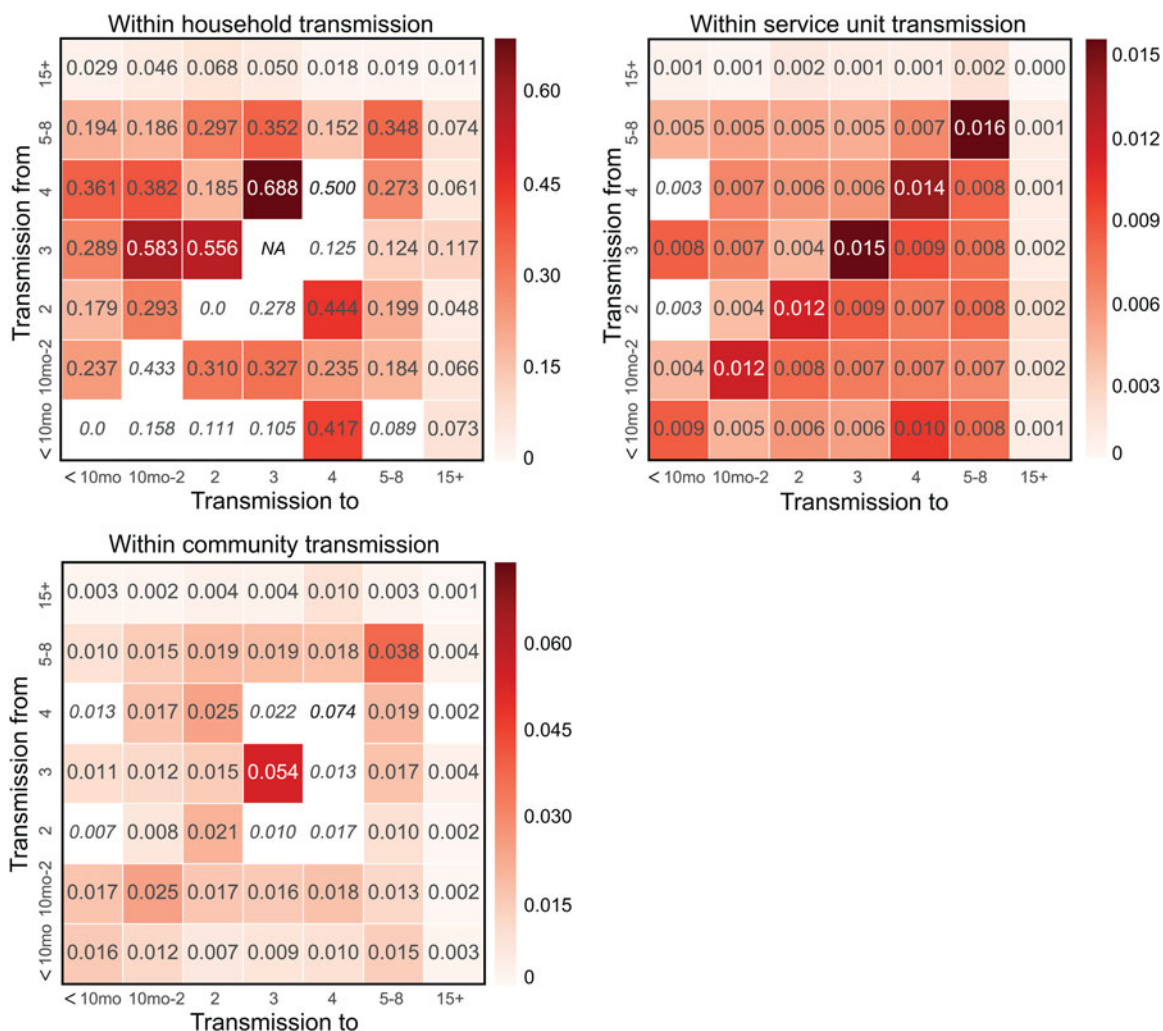 Within household transmission
Transmission from
15+ 0.029 0.046 0.068 0.050 0.018 0.019 0.011
5-8 0.194 0.186 0.297 0.352 0.152 0.348 0.074
4 0.361 0.382 0.185 0.688 0.500 0.273 0.061
3 0.289 0.583 0.556 NA 0.125 0.124 0.117
2 0.179 0.293 0.0 0.278 0.444 0.199 0.048
10mo-2 0.237 0.433 0.310 0.327 0.235 0.184 0.066
< 10mo 0.0 0.158 0.111 0.105 0.417 0.089 0.073
< 10mo 10mo-2 2 3 4 5-8 15+
Transmission to
0.60
0.45
0.30
0.15
0
Within service unit transmission
Transmission from
15+ 0.001 0.001 0.002 0.001 0.001 0.002 0.000
5-8 0.005 0.005 0.005 0.005 0.007 0.016 0.001
4 0.003 0.007 0.006 0.006 0.014 0.008 0.001
3 0.008 0.007 0.004 0.015 0.009 0.008 0.002
2 0.003 0.004 0.012 0.009 0.007 0.008 0.002
10mo-2 0.004 0.012 0.008 0.007 0.007 0.007 0.002
< 10mo 0.009 0.005 0.006 0.006 0.010 0.008 0.001
< 10mo 10mo-2 2 3 4 5-8 15+
Transmission to
0.015
0.012
0.009
0.006
0.003
0
Within community transmission
Transmission from
15+ 0.003 0.002 0.004 0.004 0.010 0.003 0.001
5-8 0.010 0.015 0.019 0.019 0.018 0.038 0.004
4 0.013 0.017 0.025 0.022 0.074 0.019 0.002
3 0.011 0.012 0.015 0.054 0.013 0.017 0.004
2 0.007 0.008 0.021 0.010 0.017 0.010 0.002
10mo-2 0.017 0.025 0.017 0.016 0.018 0.013 0.002
< 10mo 0.016 0.012 0.007 0.009 0.010 0.015 0.003
< 10mo 10mo-2 2 3 4 5-8 15+
Transmission to
0.060
0.045
0.030
0.015
0